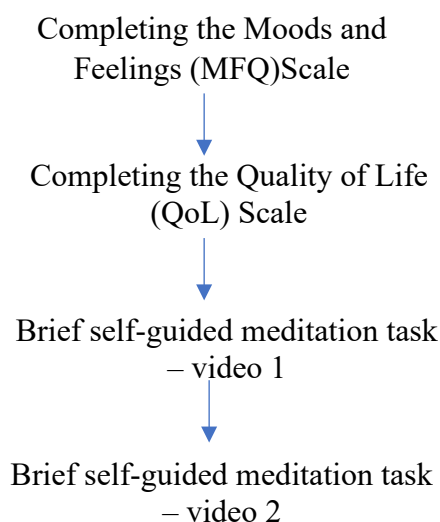 Completing the Moods and
Feelings (MFQ)Scale
Completing the Quality of Life
(QoL) Scale
Brief self-guided meditation task
– video 1
Brief self-guided meditation task
– video 2